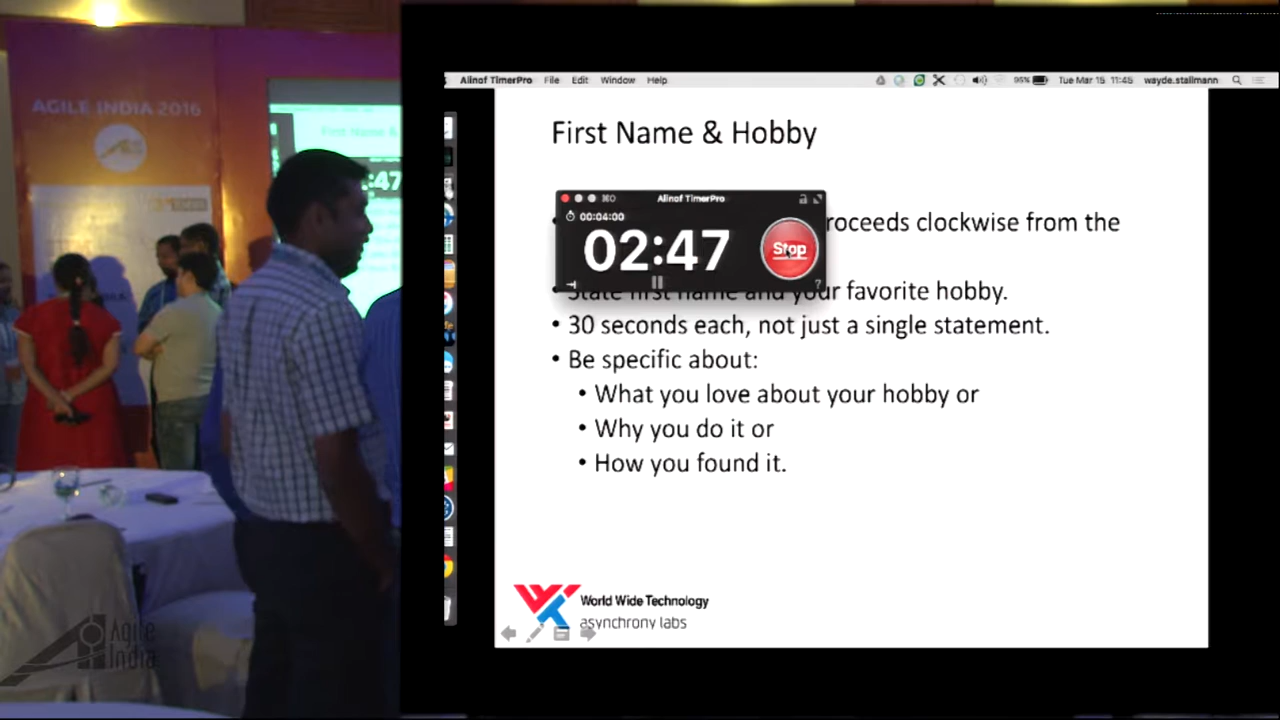 AGILE INDIA 2016
:47
Alinof TimerPro File Edit Window Help
95% Tue Mar 15 11:45 wayde.stallmann
First Name & Hobby
⌘0 Alinof TimerPro
00:04:00
02:47
Stop
?
roceeds clockwise from the
• State first name and your favorite hobby.
• 30 seconds each, not just a single statement.
• Be specific about:
• What you love about your hobby or
• Why you do it or
• How you found it.
World Wide Technology
asynchrony labs
Agile
India